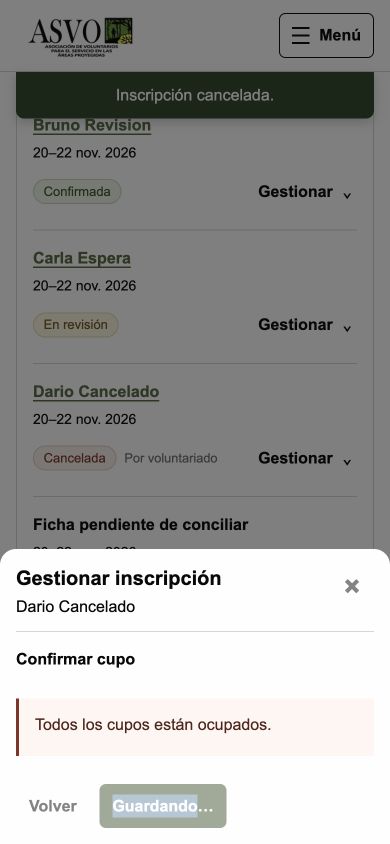 ASVO
ASOCIACIÓN DE VOLUNTARIOS
PARA EL SERVICIO EN LAS
ÁREAS PROTEGIDAS
Menú
Inscripción cancelada.
Bruno Revision
20–22 nov. 2026
Confirmada
Gestionar
Carla Espera
20–22 nov. 2026
En revisión
Gestionar
Dario Cancelado
20–22 nov. 2026
Cancelada Por voluntariado
Gestionar
Ficha pendiente de conciliar
Gestionar inscripción
Dario Cancelado
Confirmar cupo
Todos los cupos están ocupados.
Volver
Guardando…